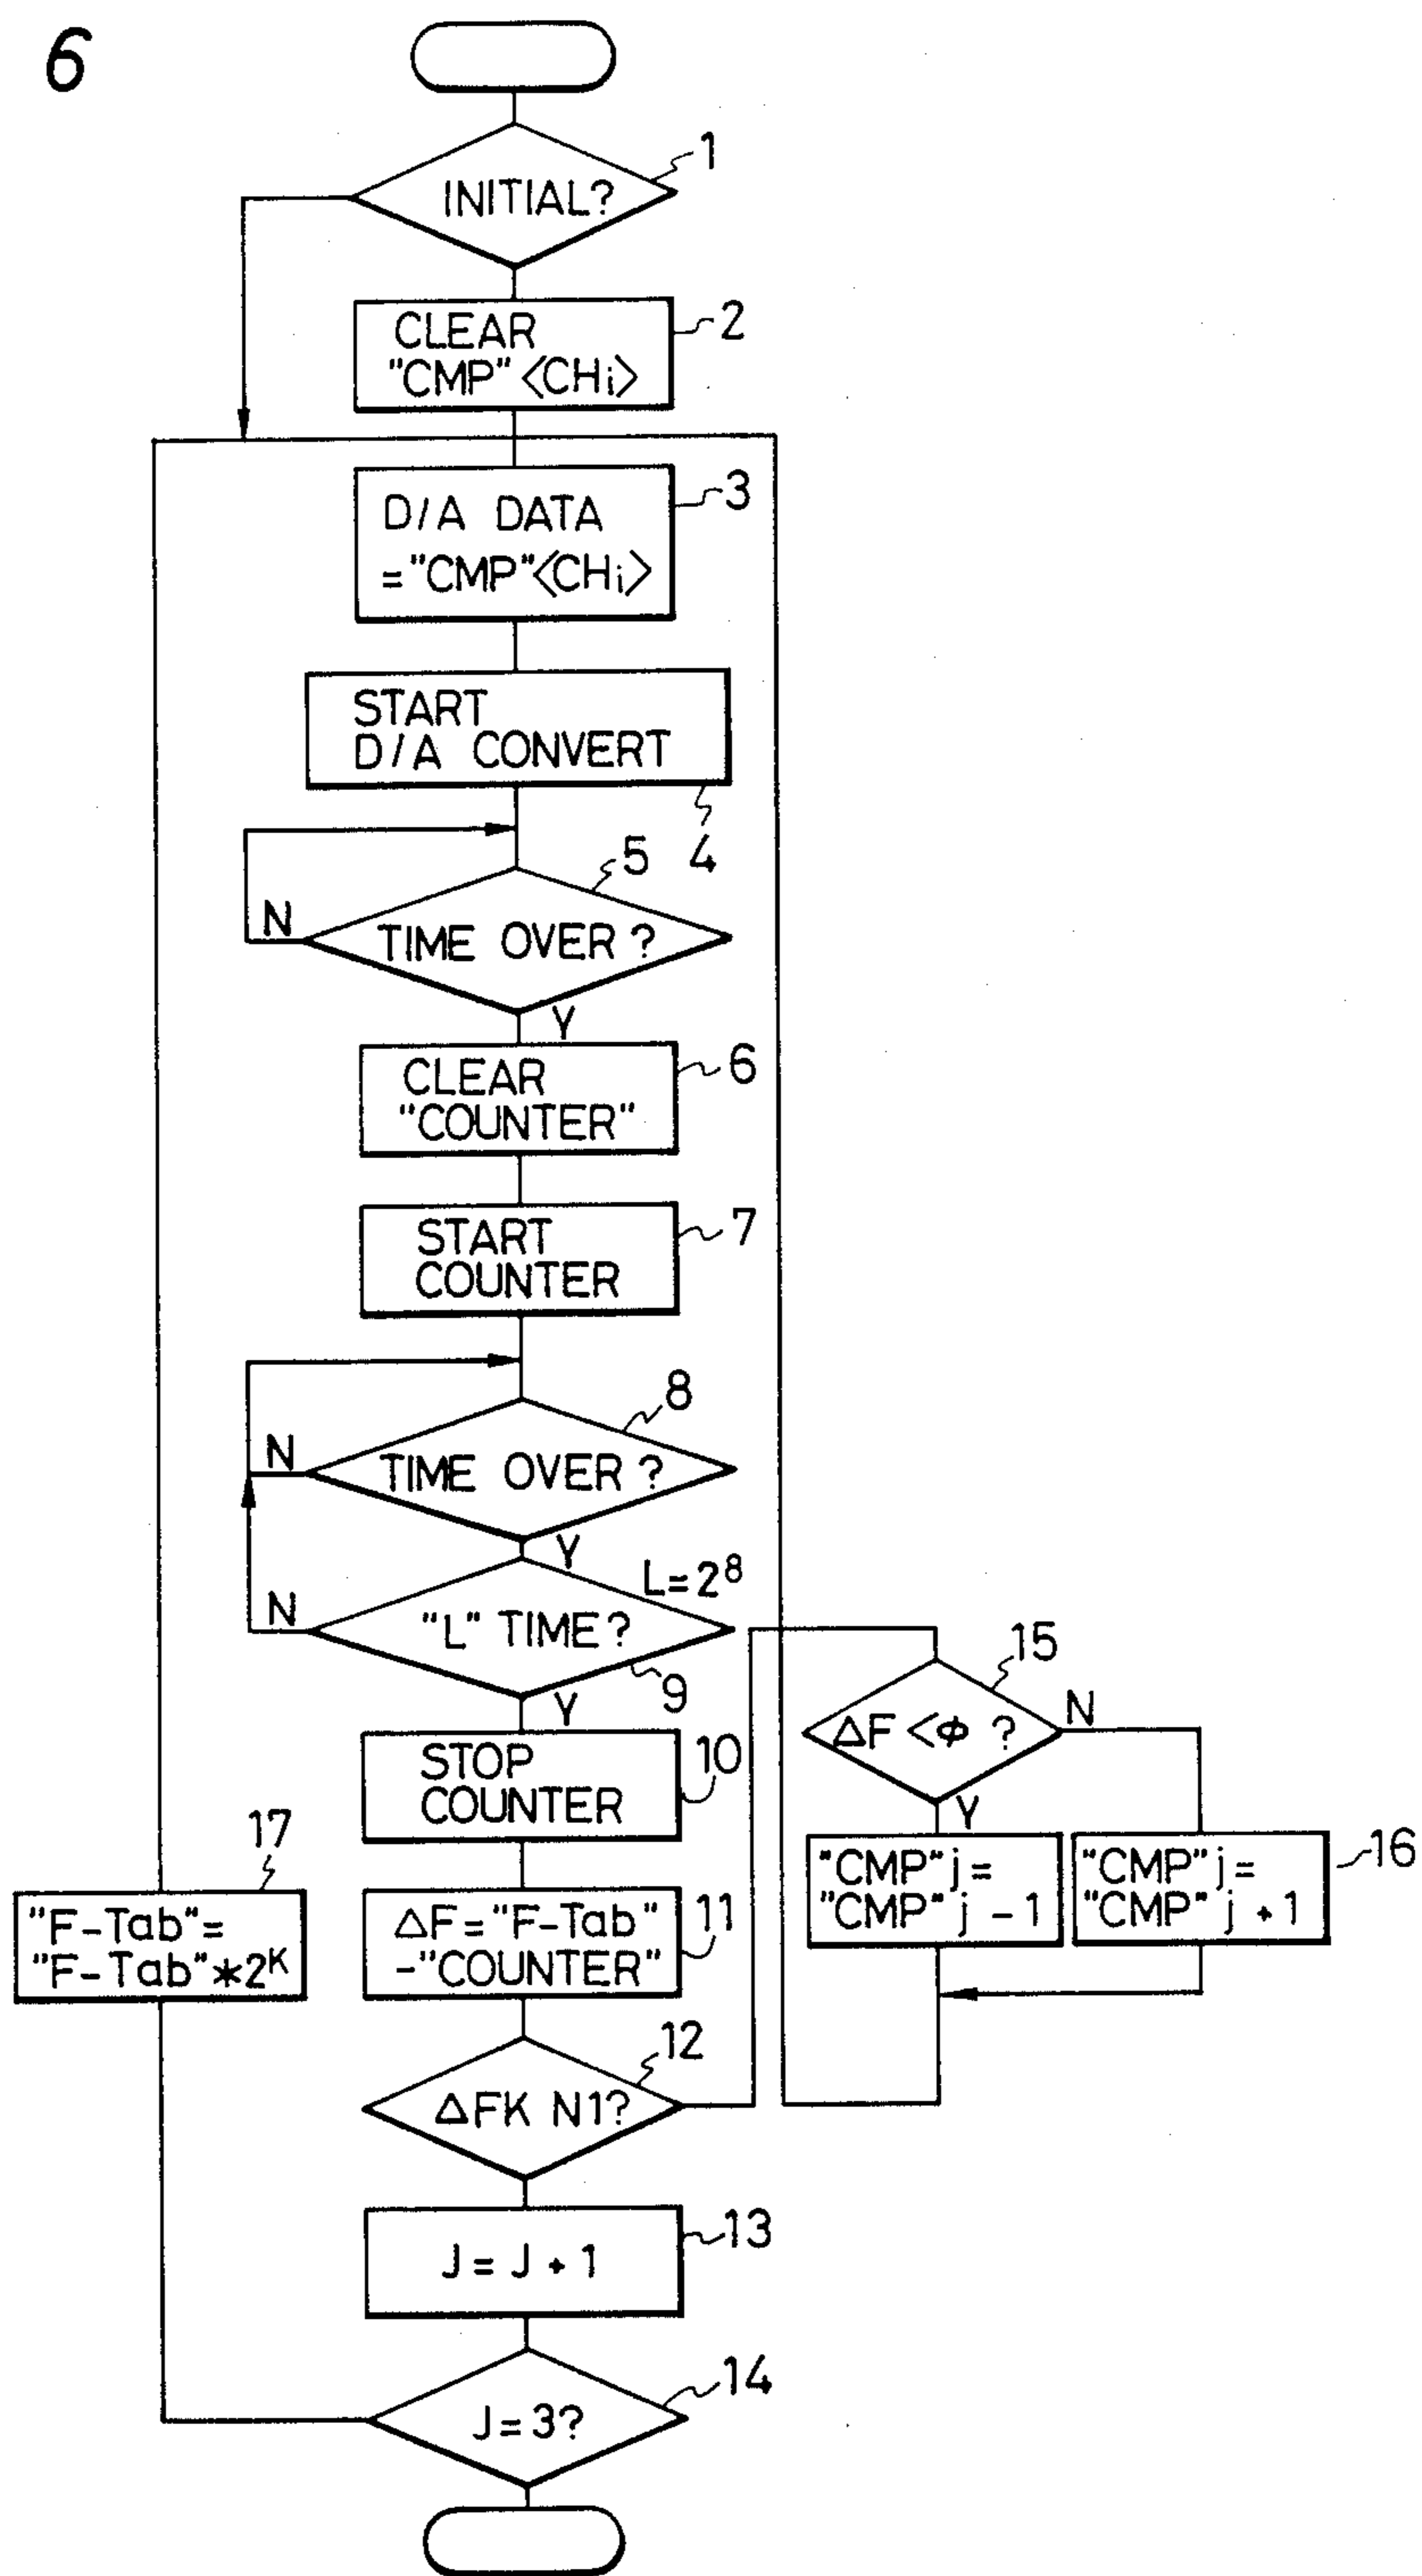 6
1
INITIAL?
2
CLEAR
"CMP"<CHi>
3
D/A DATA
="CMP"<CHi>
START
D/A CONVERT
4
5
N
TIME OVER?
Y
6
CLEAR
"COUNTER"
7
START
COUNTER
8
N
TIME OVER?
Y
L=2⁸
N
"L" TIME?
9
Y
10
STOP
COUNTER
11
ΔF="F-Tab"
-"COUNTER"
12
ΔFK N1?
13
J=J+1
14
J=3?
15
ΔF<Φ ?
N
Y
"CMP"j=
"CMP"j -1
16
"CMP"j=
"CMP"j +1
17
"F-Tab"=
"F-Tab"*2ᴷ